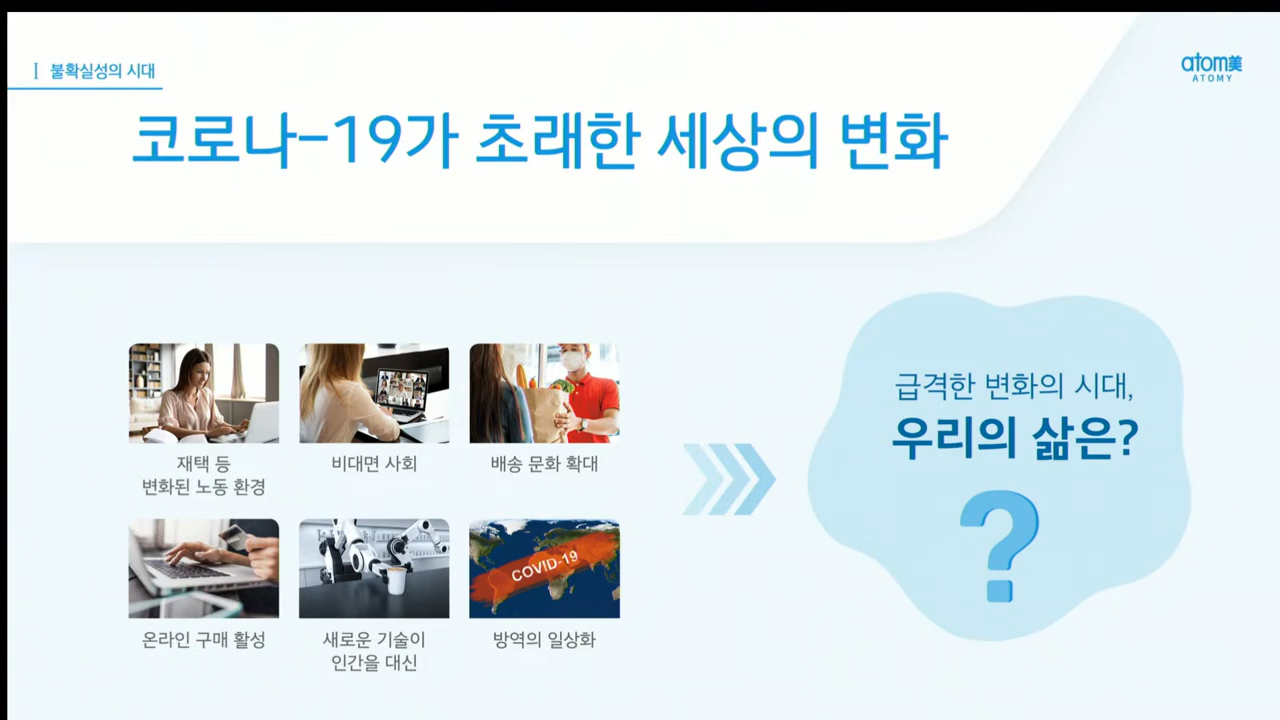 Ⅰ 불확실성의 시대
atom美
ATOMY
코로나-19가 초래한 세상의 변화
재택 등
변화된 노동 환경
비대면 사회
배송 문화 확대
급격한 변화의 시대,
우리의 삶은?
?
COVID-19
온라인 구매 활성
새로운 기술이
인간을 대신
방역의 일상화